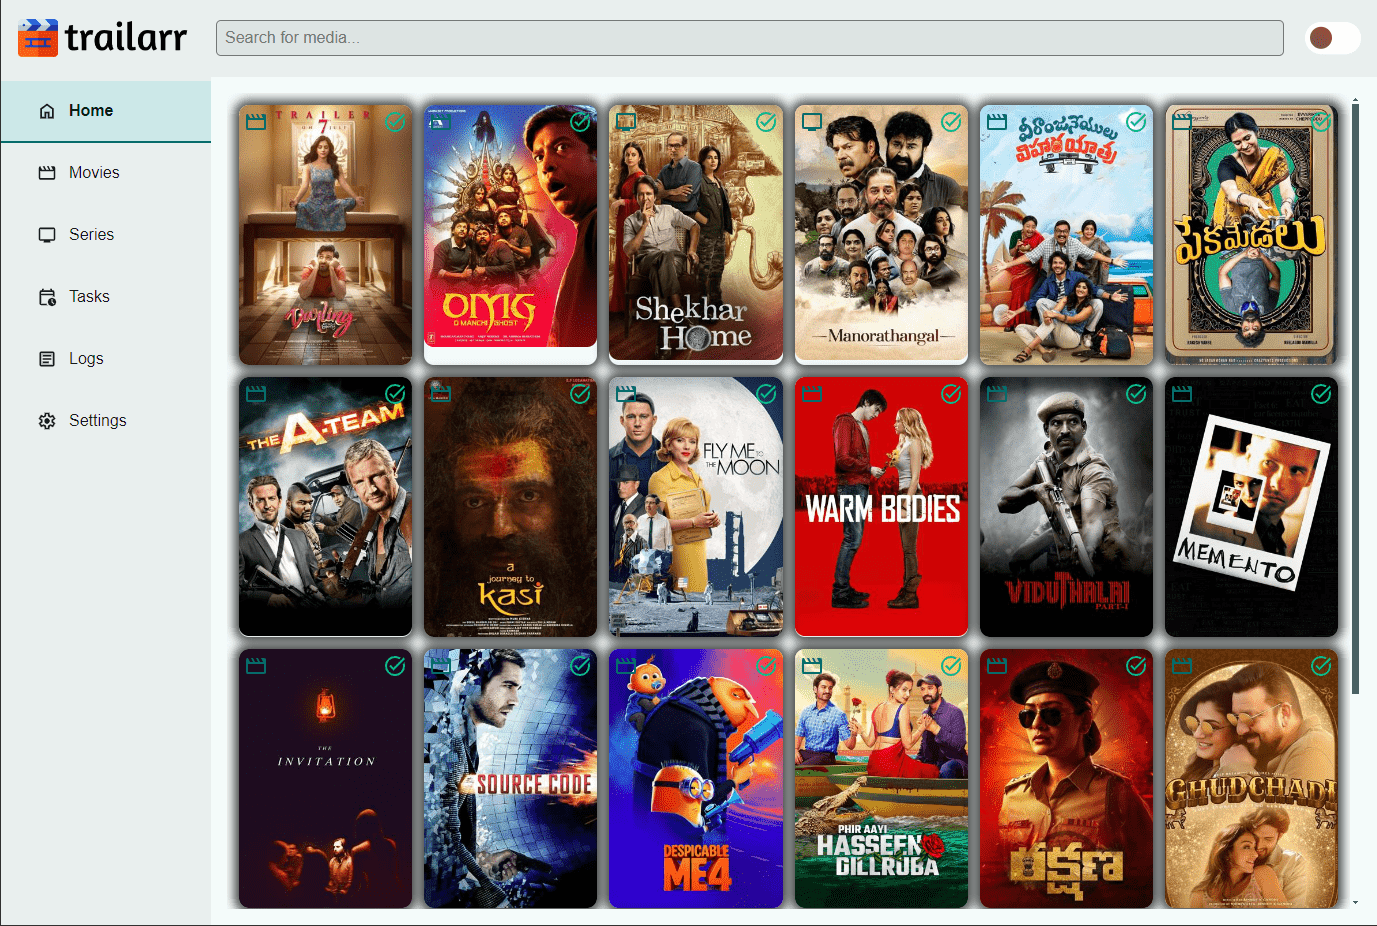 trailarr
Search for media...
Home
Movies
Series
Tasks
Logs
Settings
TRAILER
7
Darling
OMG
O MANCHI GHOST
Shekhar
Home
Manorathangal
వీరాంజనేయులు
విహారయాత్ర
పేకమేడలు
THE A-TEAM
a
journey to
kasi
FLY ME TO
THE MOON
WARM BODIES
VIDUTHALAI
PART-I
MEMENTO
THE
INVITATION
SOURCE CODE
DESPICABLE
ME4
PHIR AAYI
HASSEEN
DILLRUBA
రక్షణ
GHUDCHADI